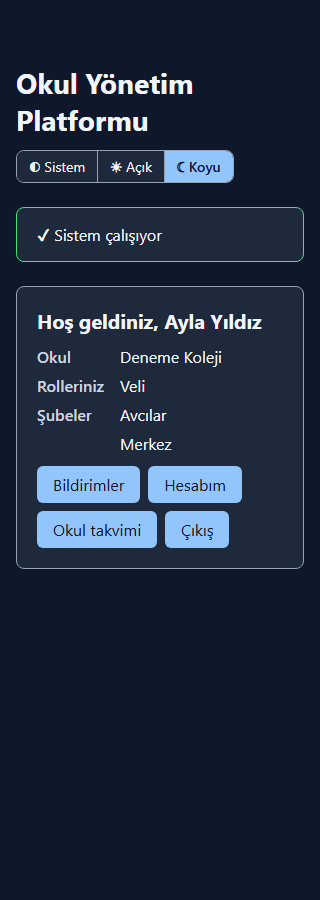 Okul Yönetim
Platformu
◐ Sistem ☀ Açık ☾ Koyu
✓ Sistem çalışıyor
Hoş geldiniz, Ayla Yıldız
Okul Deneme Koleji
Rolleriniz Veli
Şubeler Avcılar
Merkez
Bildirimler Hesabım
Okul takvimi Çıkış